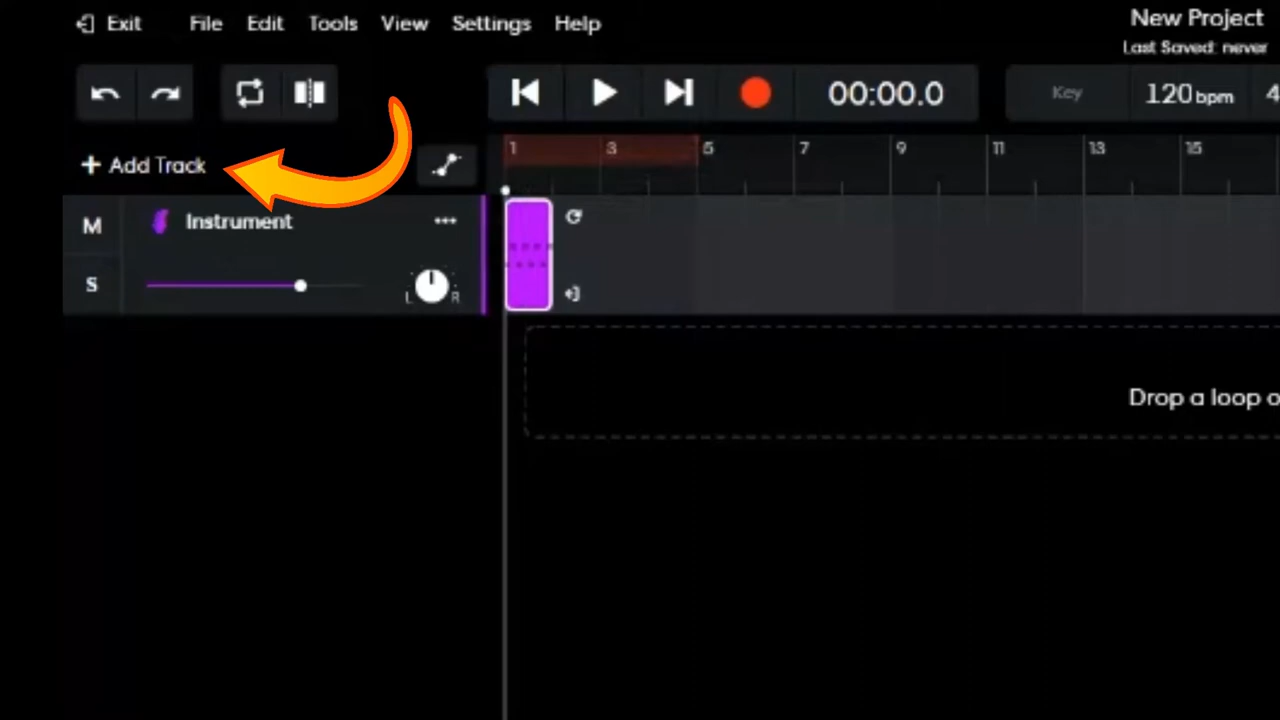 Exit File Edit Tools View Settings Help
New Project
Last Saved: never
00:00.0
Key
120 bpm
4
+ Add Track
1 3 5 7 9 11 13 15
M
Instrument
S
L R
Drop a loop o